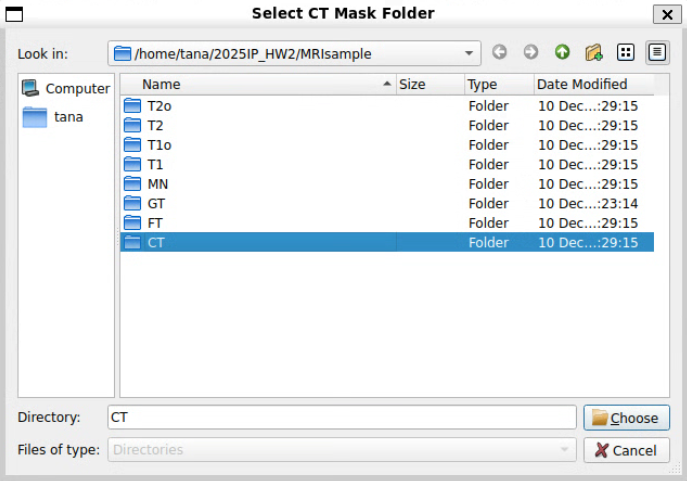 Select CT Mask Folder
Look in: /home/tana/2025IP_HW2/MRIsample
Computer
tana
Name Size Type Date Modified
T2o Folder 10 Dec...:29:15
T2 Folder 10 Dec...:29:15
T1o Folder 10 Dec...:29:15
T1 Folder 10 Dec...:29:15
MN Folder 10 Dec...:29:15
GT Folder 10 Dec...:23:14
FT Folder 10 Dec...:29:15
CT Folder 10 Dec...:29:15
Directory: CT Choose
Files of type: Directories Cancel